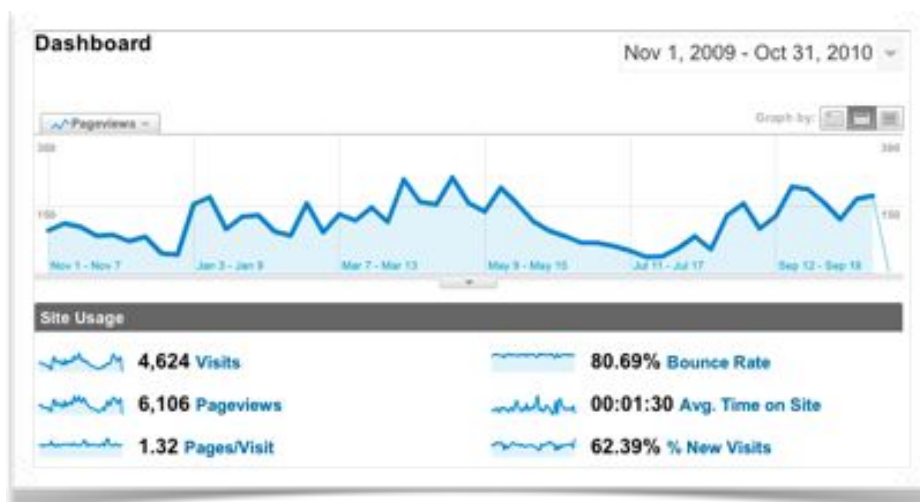 Dashboard
Nov 1, 2009 - Oct 31, 2010
Pageviews
Graph by:
300 300
150 150
Nov 1 - Nov 7 Jan 3 - Jan 9 Mar 7 - Mar 13 May 9 - May 15 Jul 11 - Jul 17 Sep 12 - Sep 18
Site Usage
4,624 Visits 80.69% Bounce Rate
6,106 Pageviews 00:01:30 Avg. Time on Site
1.32 Pages/Visit 62.39% % New Visits